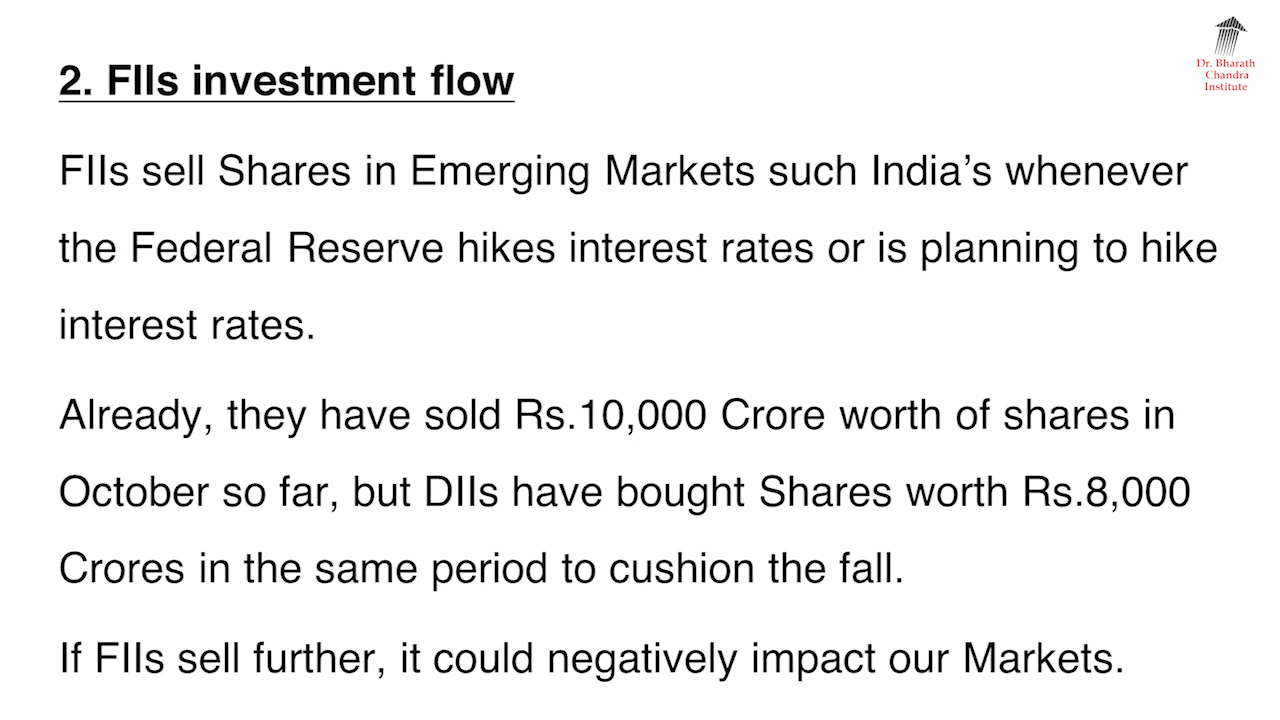 2. FIIs investment flow
Dr. Bharath
Chandra
Institute
FIIs sell Shares in Emerging Markets such India’s whenever
the Federal Reserve hikes interest rates or is planning to hike
interest rates.
Already, they have sold Rs.10,000 Crore worth of shares in
October so far, but DIIs have bought Shares worth Rs.8,000
Crores in the same period to cushion the fall.
If FIIs sell further, it could negatively impact our Markets.